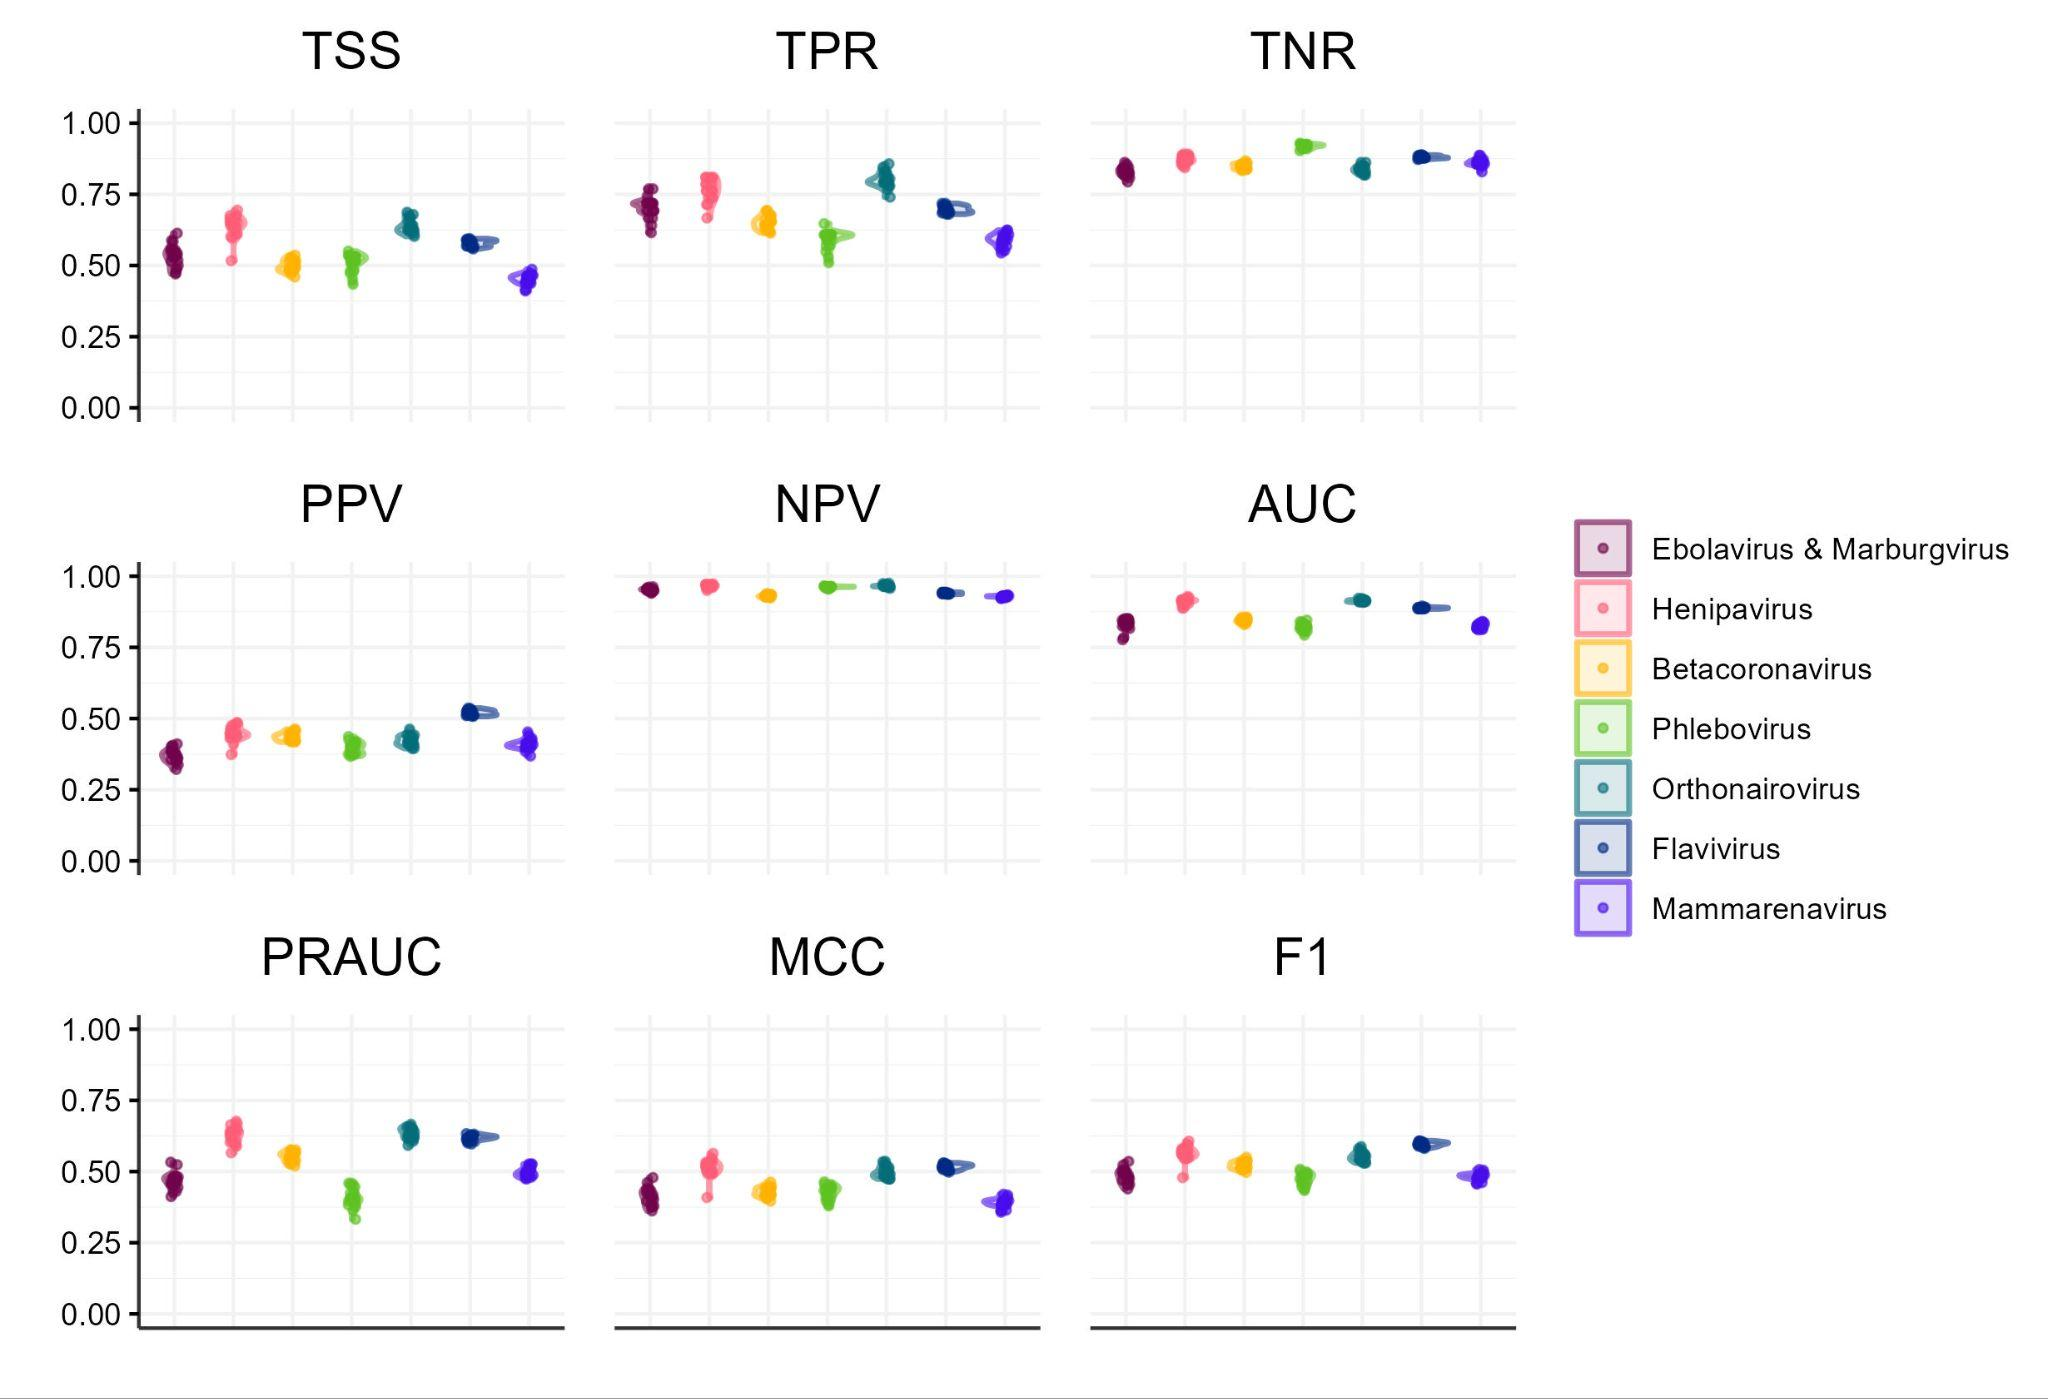 TSS TPR TNR
1.00
0.75
0.50
0.25
0.00
PPV NPV AUC
1.00
0.75
0.50
0.25
0.00
Ebolavirus & Marburgvirus
Henipavirus
Betacoronavirus
Phlebovirus
Orthonairovirus
Flavivirus
Mammarenavirus
PRAUC MCC F1
1.00
0.75
0.50
0.25
0.00